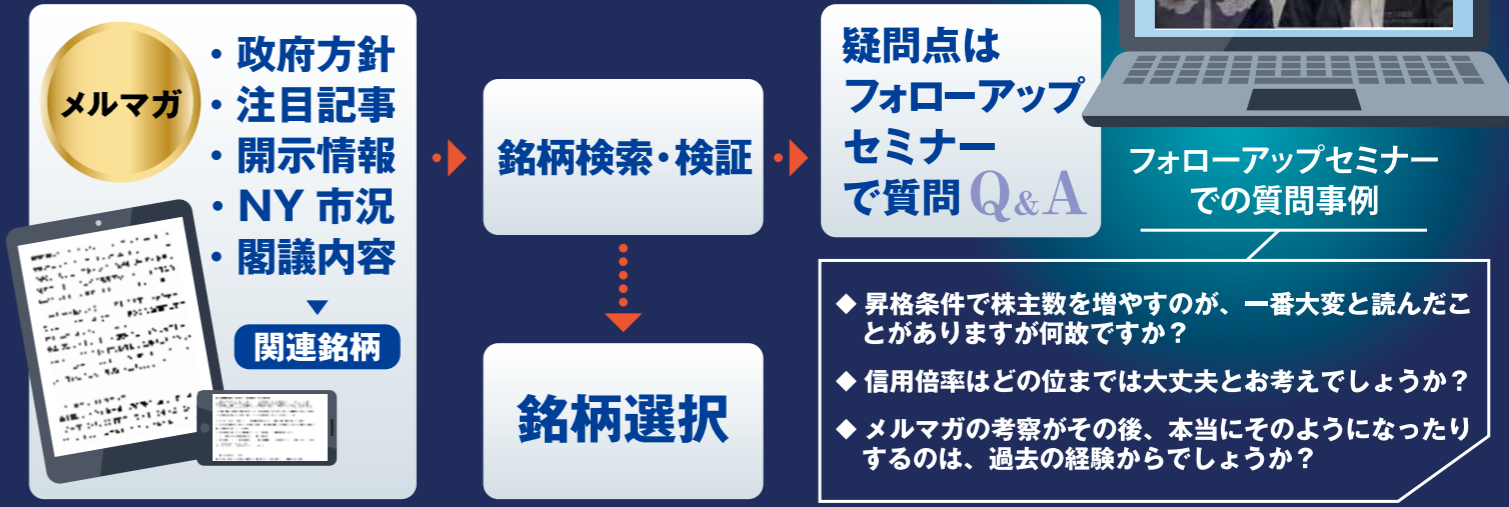 メルマガ
・政府方針
・注目記事
・開示情報
・NY 市況
・閣議内容
関連銘柄
銘柄検索・検証
銘柄選択
疑問点は
フォローアップ
セミナー
で質問 Q&A
フォローアップセミナー
での質問事例
◆ 昇格条件で株主数を増やすのが、一番大変と読んだこ
とがありますが何故ですか？
◆ 信用倍率はどの位までは大丈夫とお考えでしょうか？
◆ メルマガの考察がその後、本当にそのようになったり
するのは、過去の経験からでしょうか？